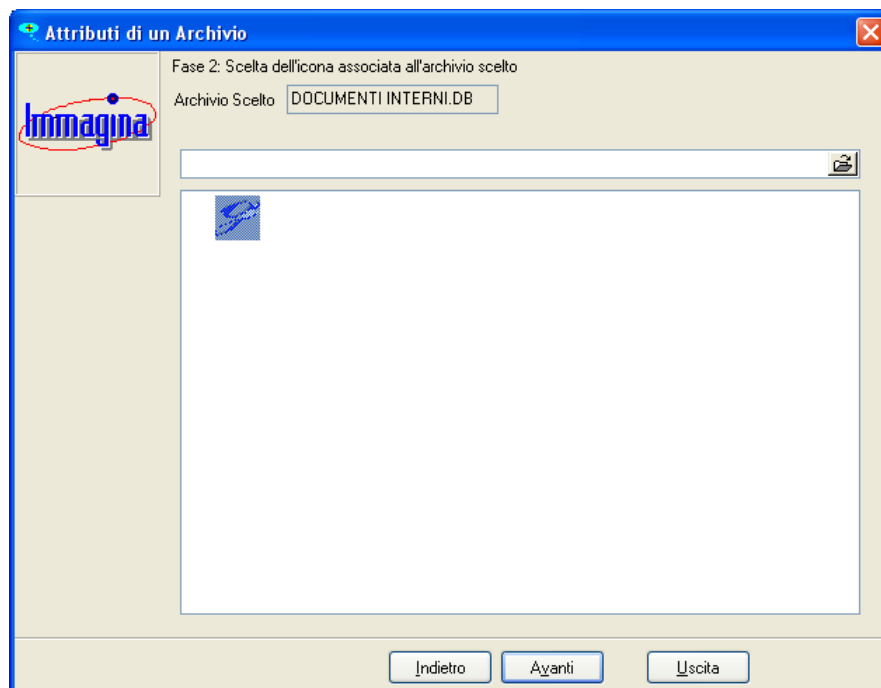 Attributi di un Archivio
Immagina
Fase 2: Scelta dell'icona associata all'archivio scelto
Archivio Scelto DOCUMENTI INTERNI.DB
Indietro Avanti Uscita